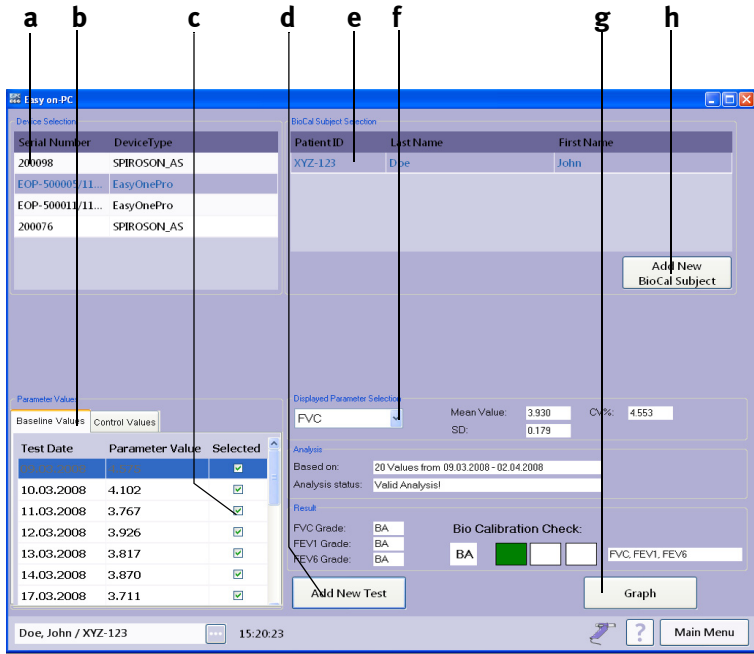 a b c d e f g h
Easy on-PC
Device Selection
Serial Number DeviceType
200098 SPIROSON_AS
EOP-500005/11... EasyOnePro
EOP-500011/11... EasyOnePro
200076 SPIROSON_AS
BioCal Subject Selection
Patient ID Last Name First Name
XYZ-123 Doe John
Add New
BioCal Subject
Parameter Values
Baseline Values Control Values
Test Date Parameter Value Selected
10.03.2008 4.102
11.03.2008 3.767
12.03.2008 3.926
13.03.2008 3.817
14.03.2008 3.870
17.03.2008 3.711
Displayed Parameter Selection
FVC Mean Value: 3.930 CV%: 4.553
SD: 0.179
Analysis
Based on: 20 Values from 09.03.2008 - 02.04.2008
Analysis status: Valid Analysis!
Result
FVC Grade: BA Bio Calibration Check:
FEV1 Grade: BA
FEV6 Grade: BA
BA FVC, FEV1, FEV6
Add New Test Graph
Doe, John / XYZ-123 ... 15:20:23 ? Main Menu